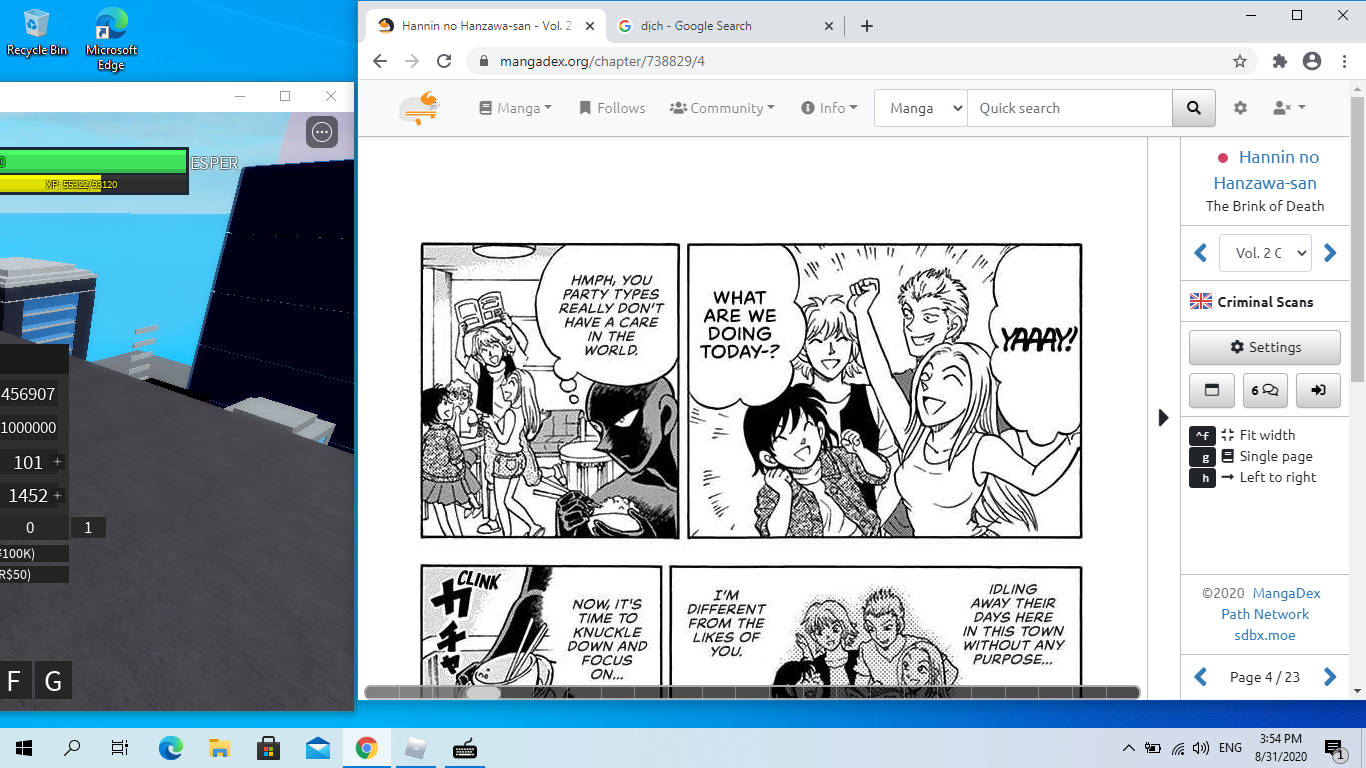 Recycle Bin
Microsoft
Edge
ESPER
XP: 55322/93120
456907
1000000
101 +
1452 +
0
1
100K)
R$50)
F G
Hannin no Hanzawa-san - Vol. 2
dịch - Google Search
mangadex.org/chapter/738829/4
Manga
Follows
Community
Info
Manga
Quick search
Hannin no
Hanzawa-san
The Brink of Death
Vol. 2 C
Criminal Scans
Settings
6
^f Fit width
g Single page
h Left to right
©2020 MangaDex
Path Network
sdbx.moe
Page 4 / 23
HMPH, YOU
PARTY TYPES
REALLY DON'T
HAVE A CARE
IN THE
WORLD.
WHAT
ARE WE
DOING
TODAY-?
YAAAY!
CLINK
カチャ
NOW, IT'S
TIME TO
KNUCKLE
DOWN AND
FOCUS
ON...
I'M
DIFFERENT
FROM THE
LIKES OF
YOU.
IDLING
AWAY THEIR
DAYS HERE
IN THIS TOWN
WITHOUT ANY
PURPOSE...
ENG
3:54 PM
8/31/2020
1